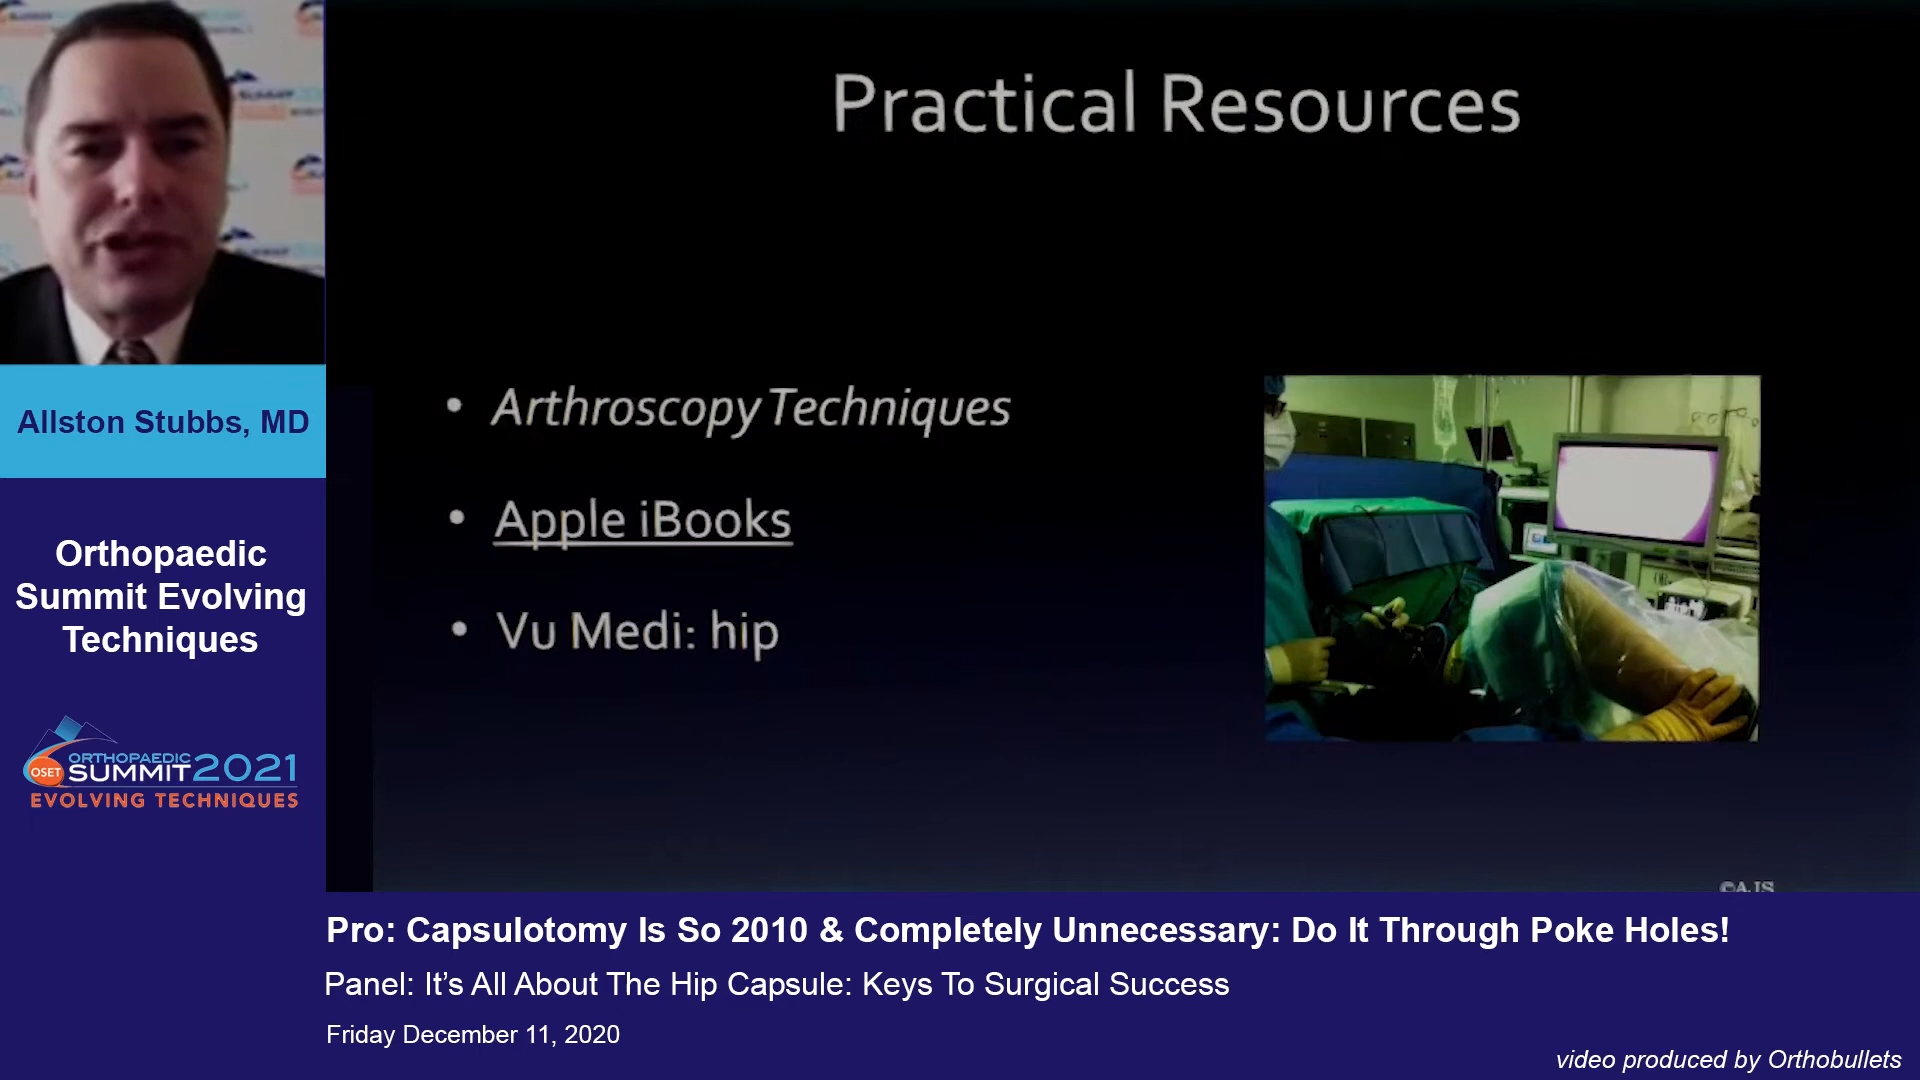 Practical Resources
• Arthroscopy Techniques
• Apple iBooks
• Vu Medi: hip
©AJS
Allston Stubbs, MD
Orthopaedic
Summit Evolving
Techniques
OSET
ORTHOPAEDIC
SUMMIT 2021
EVOLVING TECHNIQUES
Pro: Capsulotomy Is So 2010 & Completely Unnecessary: Do It Through Poke Holes!
Panel: It’s All About The Hip Capsule: Keys To Surgical Success
Friday December 11, 2020
video produced by Orthobullets